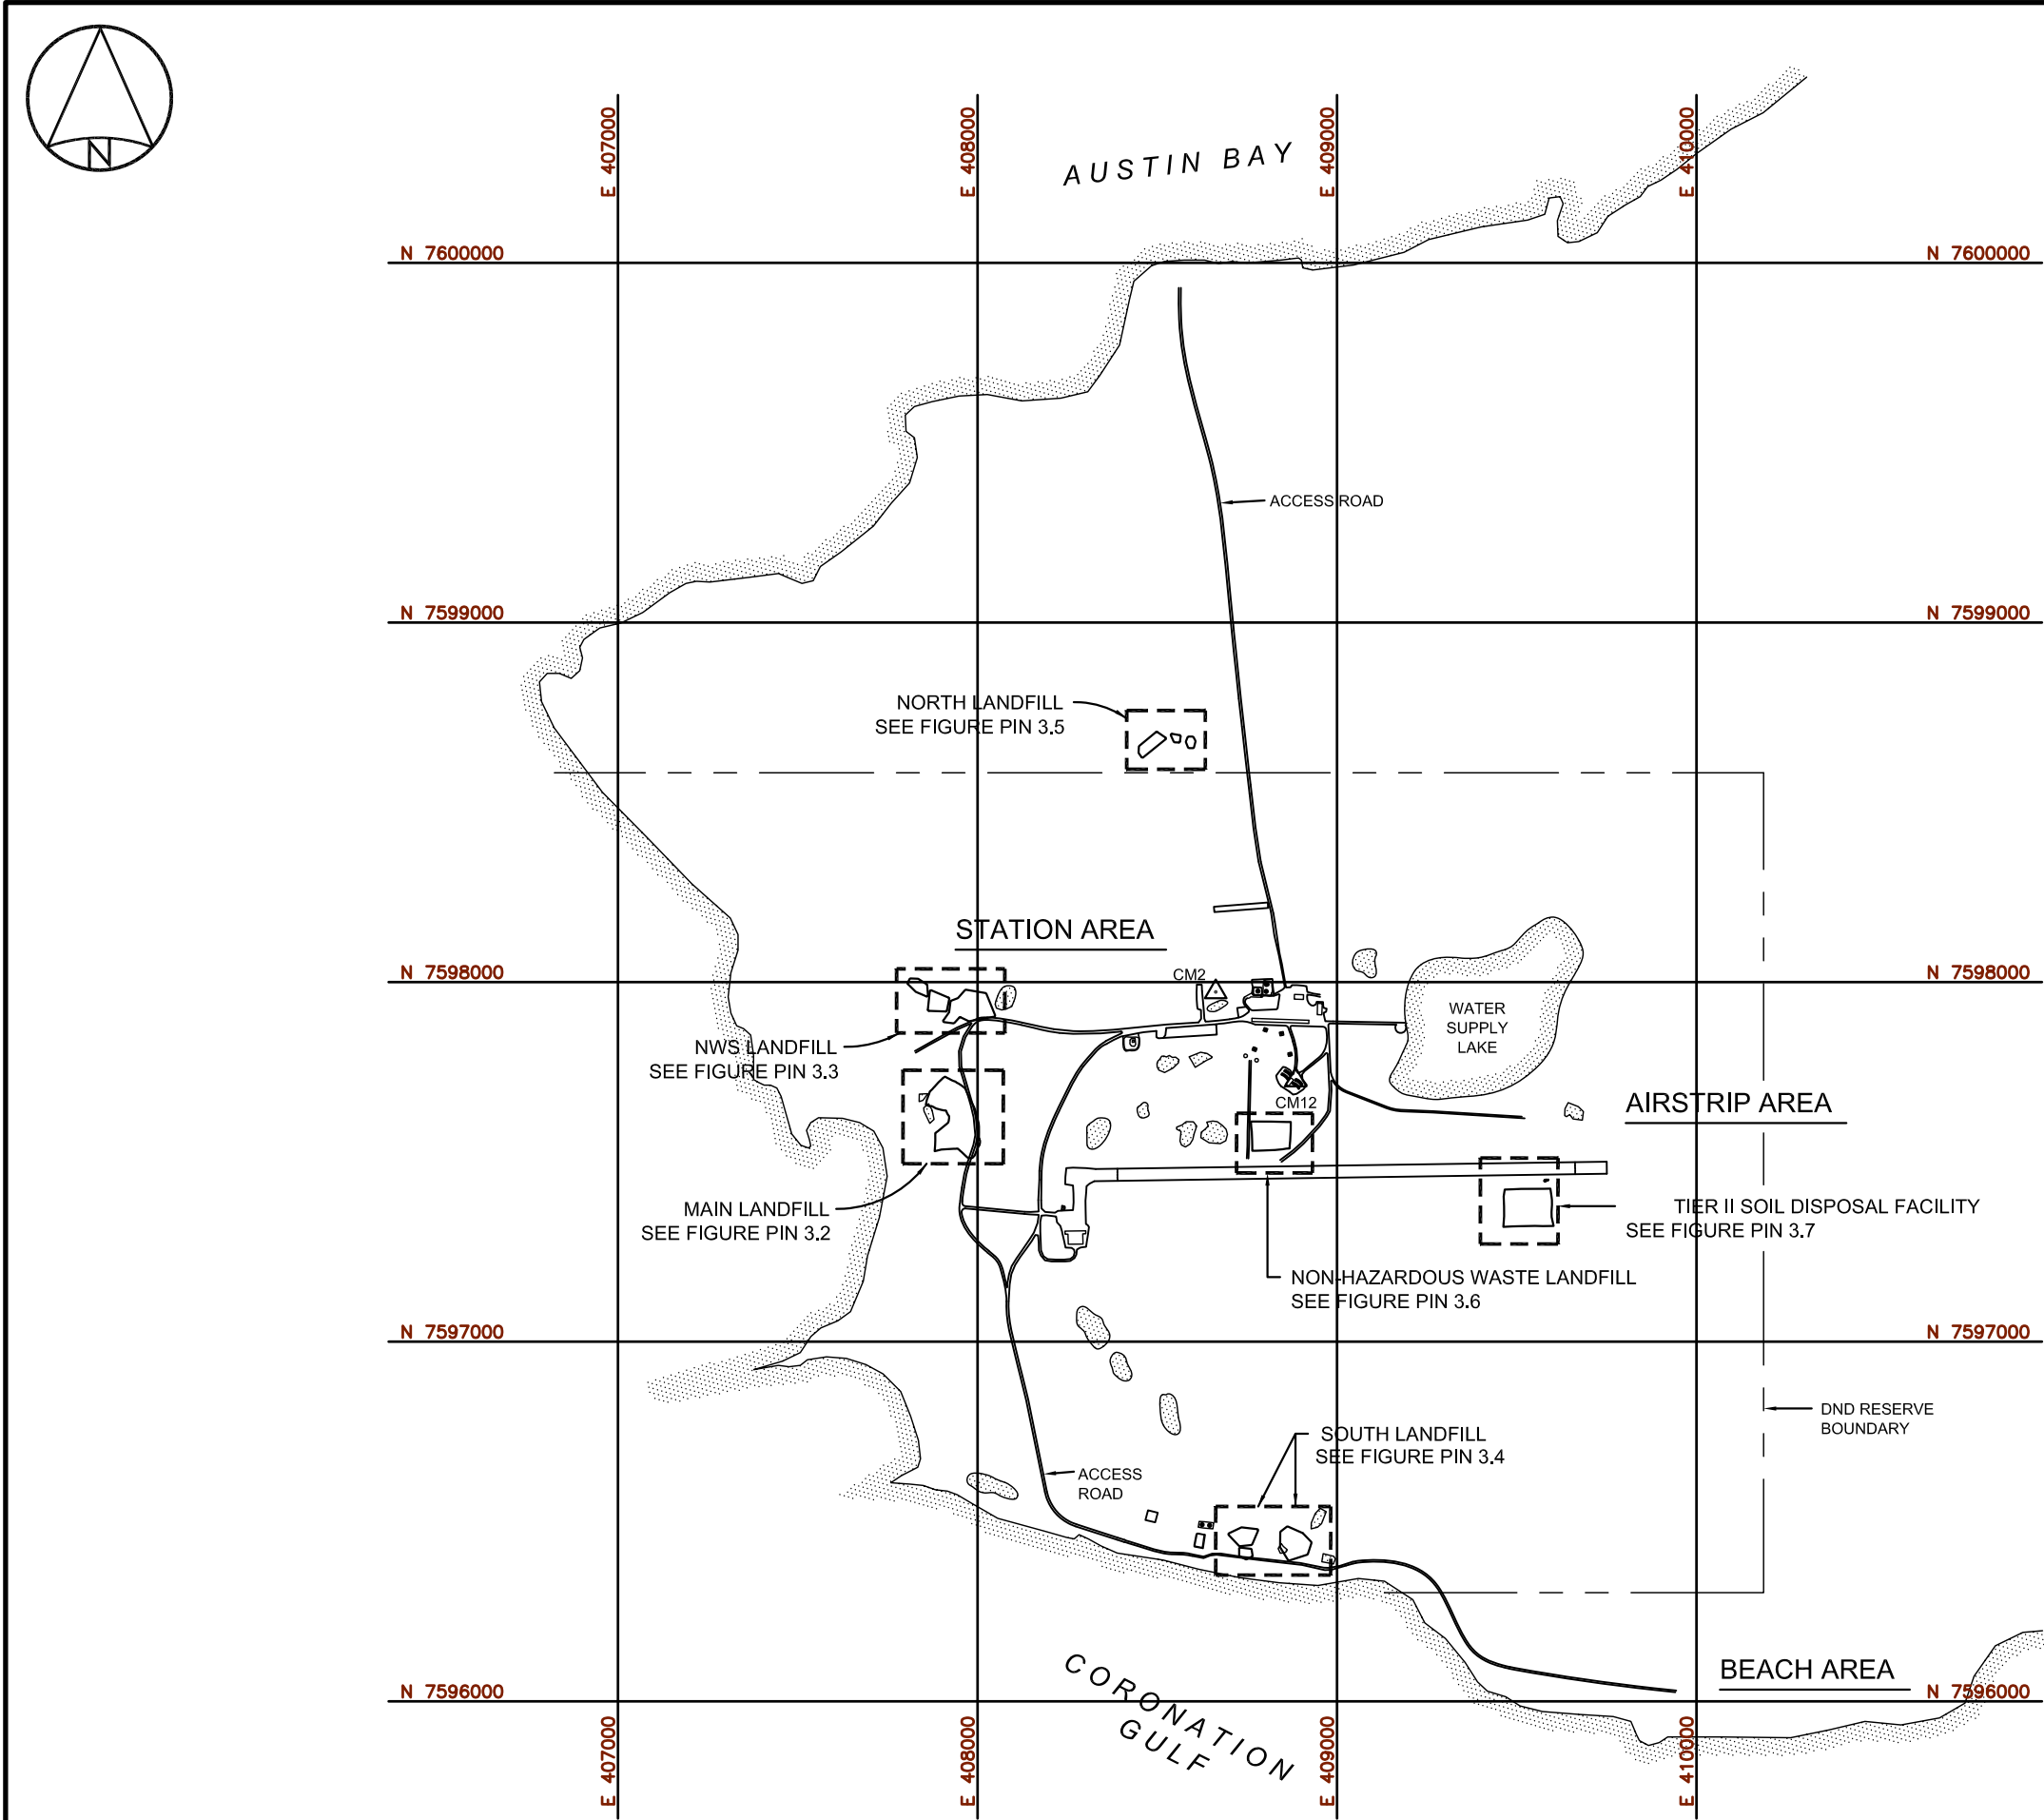 N
E 407000
E 408000
E 409000
E 410000
AUSTIN BAY
N 7600000
N 7600000
ACCESS ROAD
N 7599000
N 7599000
NORTH LANDFILL
SEE FIGURE PIN 3.5
STATION AREA
N 7598000
CM2
N 7598000
WATER
SUPPLY
LAKE
NWS LANDFILL
SEE FIGURE PIN 3.3
CM12
AIRSTRIP AREA
MAIN LANDFILL
SEE FIGURE PIN 3.2
TIER II SOIL DISPOSAL FACILITY
SEE FIGURE PIN 3.7
NON-HAZARDOUS WASTE LANDFILL
SEE FIGURE PIN 3.6
N 7597000
N 7597000
DND RESERVE
BOUNDARY
SOUTH LANDFILL
SEE FIGURE PIN 3.4
ACCESS
ROAD
BEACH AREA
N 7596000
N 7596000
CORONATION
GULF
E 407000
E 408000
E 409000
E 410000